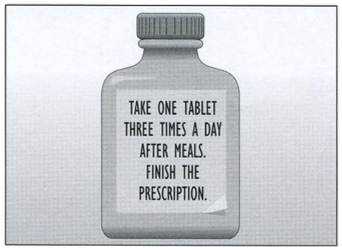 TAKE ONE TABLET
THREE TIMES A DAY
AFTER MEALS.
FINISH THE
PRESCRIPTION.